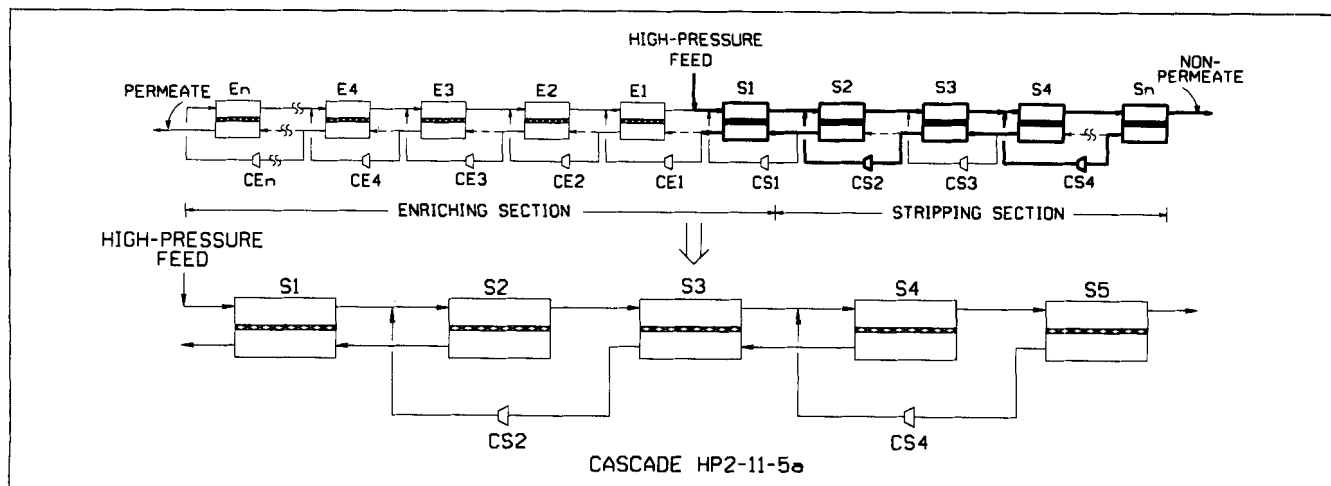 HIGH-PRESSURE
FEED
NON-
PERMEATE
PERMEATE
En E4 E3 E2 E1 S1 S2 S3 S4 Sn
CEn CE4 CE3 CE2 CE1 CS1 CS2 CS3 CS4
ENRICHING SECTION STRIPPING SECTION
HIGH-PRESSURE
FEED
S1 S2 S3 S4 S5
CS2 CS4
CASCADE HP2-11-5a